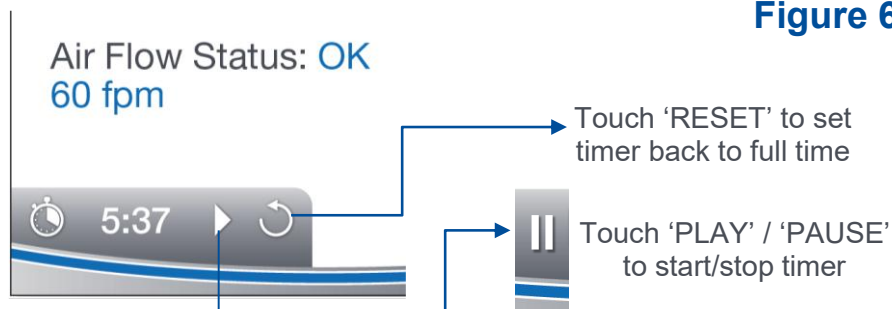 Figure 6
Air Flow Status: OK
60 fpm
Touch ‘RESET’ to set
timer back to full time
5:37
Touch ‘PLAY’ / ‘PAUSE’
to start/stop timer